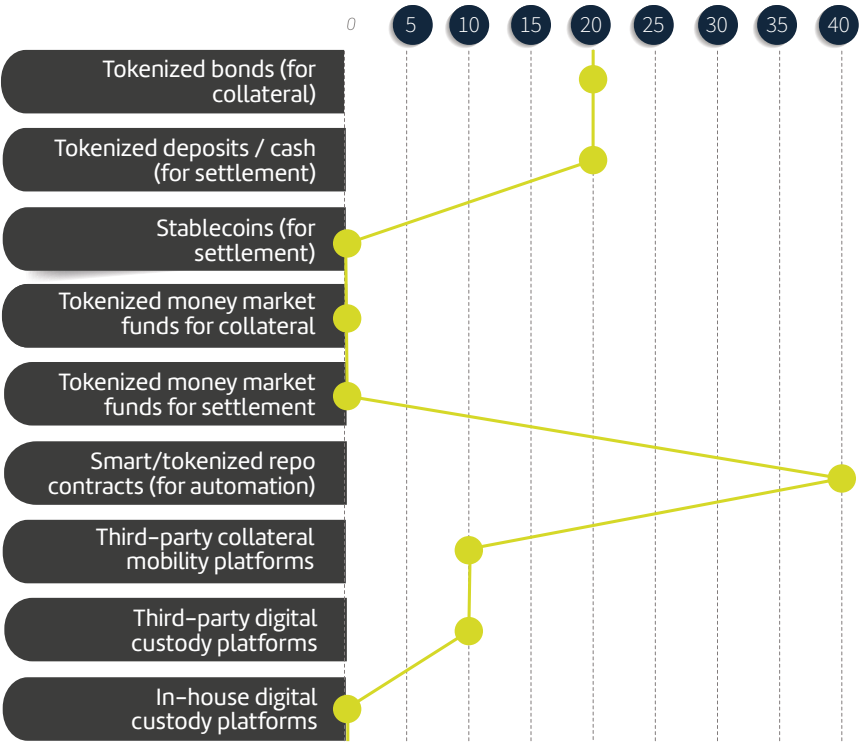 0 5 10 15 20 25 30 35 40
Tokenized bonds (for
collateral)
Tokenized deposits / cash
(for settlement)
Stablecoins (for
settlement)
Tokenized money market
funds for collateral
Tokenized money market
funds for settlement
Smart/tokenized repo
contracts (for automation)
Third-party collateral
mobility platforms
Third-party digital
custody platforms
In-house digital
custody platforms